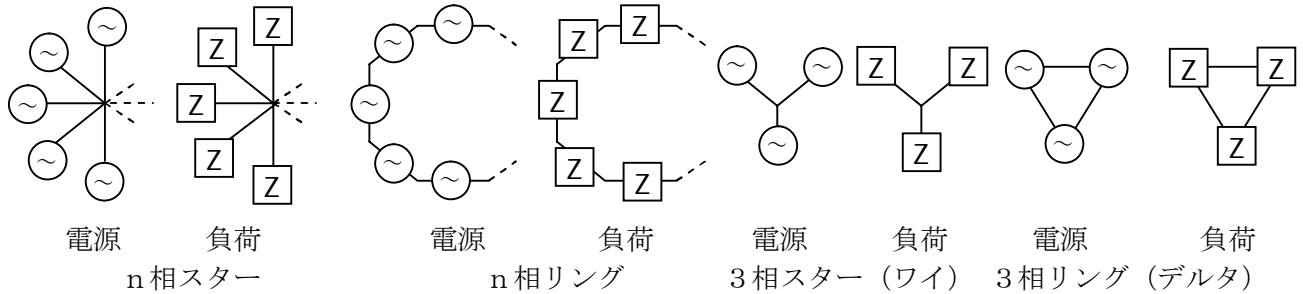 ～ ～ ～ ～ ～
Z Z Z Z Z
～ ～ ～ ～ ～
Z Z Z Z Z
～ ～ ～
Z Z Z
～ ～ ～
Z Z Z
電源 負荷 電源 負荷 電源 負荷 電源 負荷
ｎ相スター ｎ相リング ３相スター（ワイ） ３相リング（デルタ）